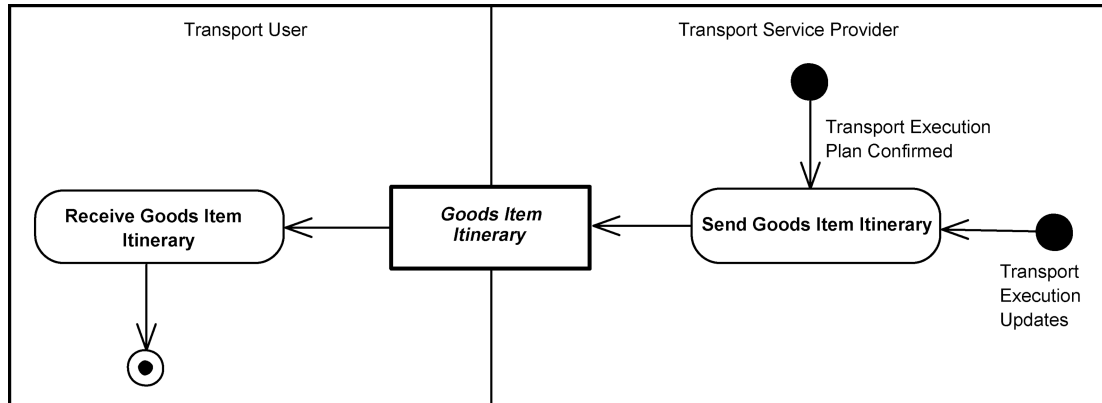 Transport User
Transport Service Provider
Transport Execution
Plan Confirmed
Receive Goods Item
Itinerary
Goods Item
Itinerary
Send Goods Item Itinerary
Transport
Execution
Updates